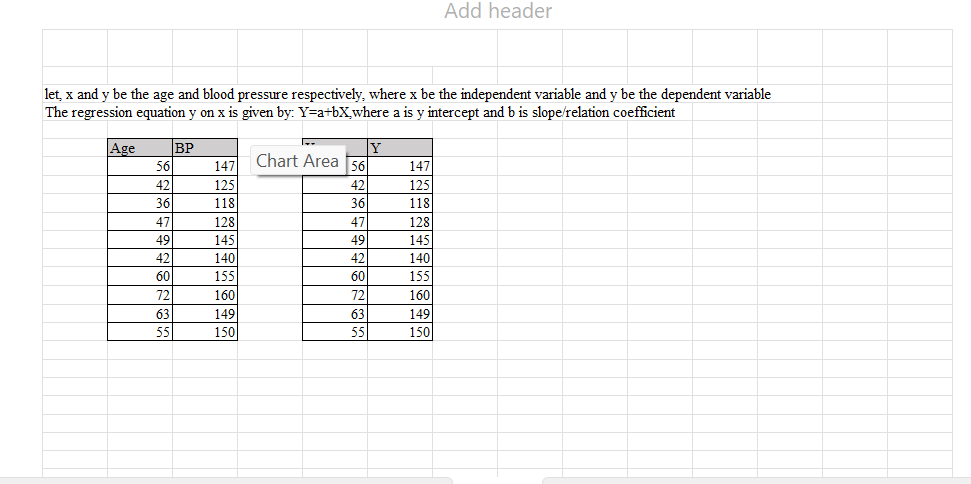 Add header
let, x and y be the age and blood pressure respectively, where x be the independent variable and y be the dependent variable
The regression equation y on x is given by: Y=a+bX,where a is y intercept and b is slope/relation coefficient
Age BP Y
Chart Area
56 147 56 147
42 125 42 125
36 118 36 118
47 128 47 128
49 145 49 145
42 140 42 140
60 155 60 155
72 160 72 160
63 149 63 149
55 150 55 150